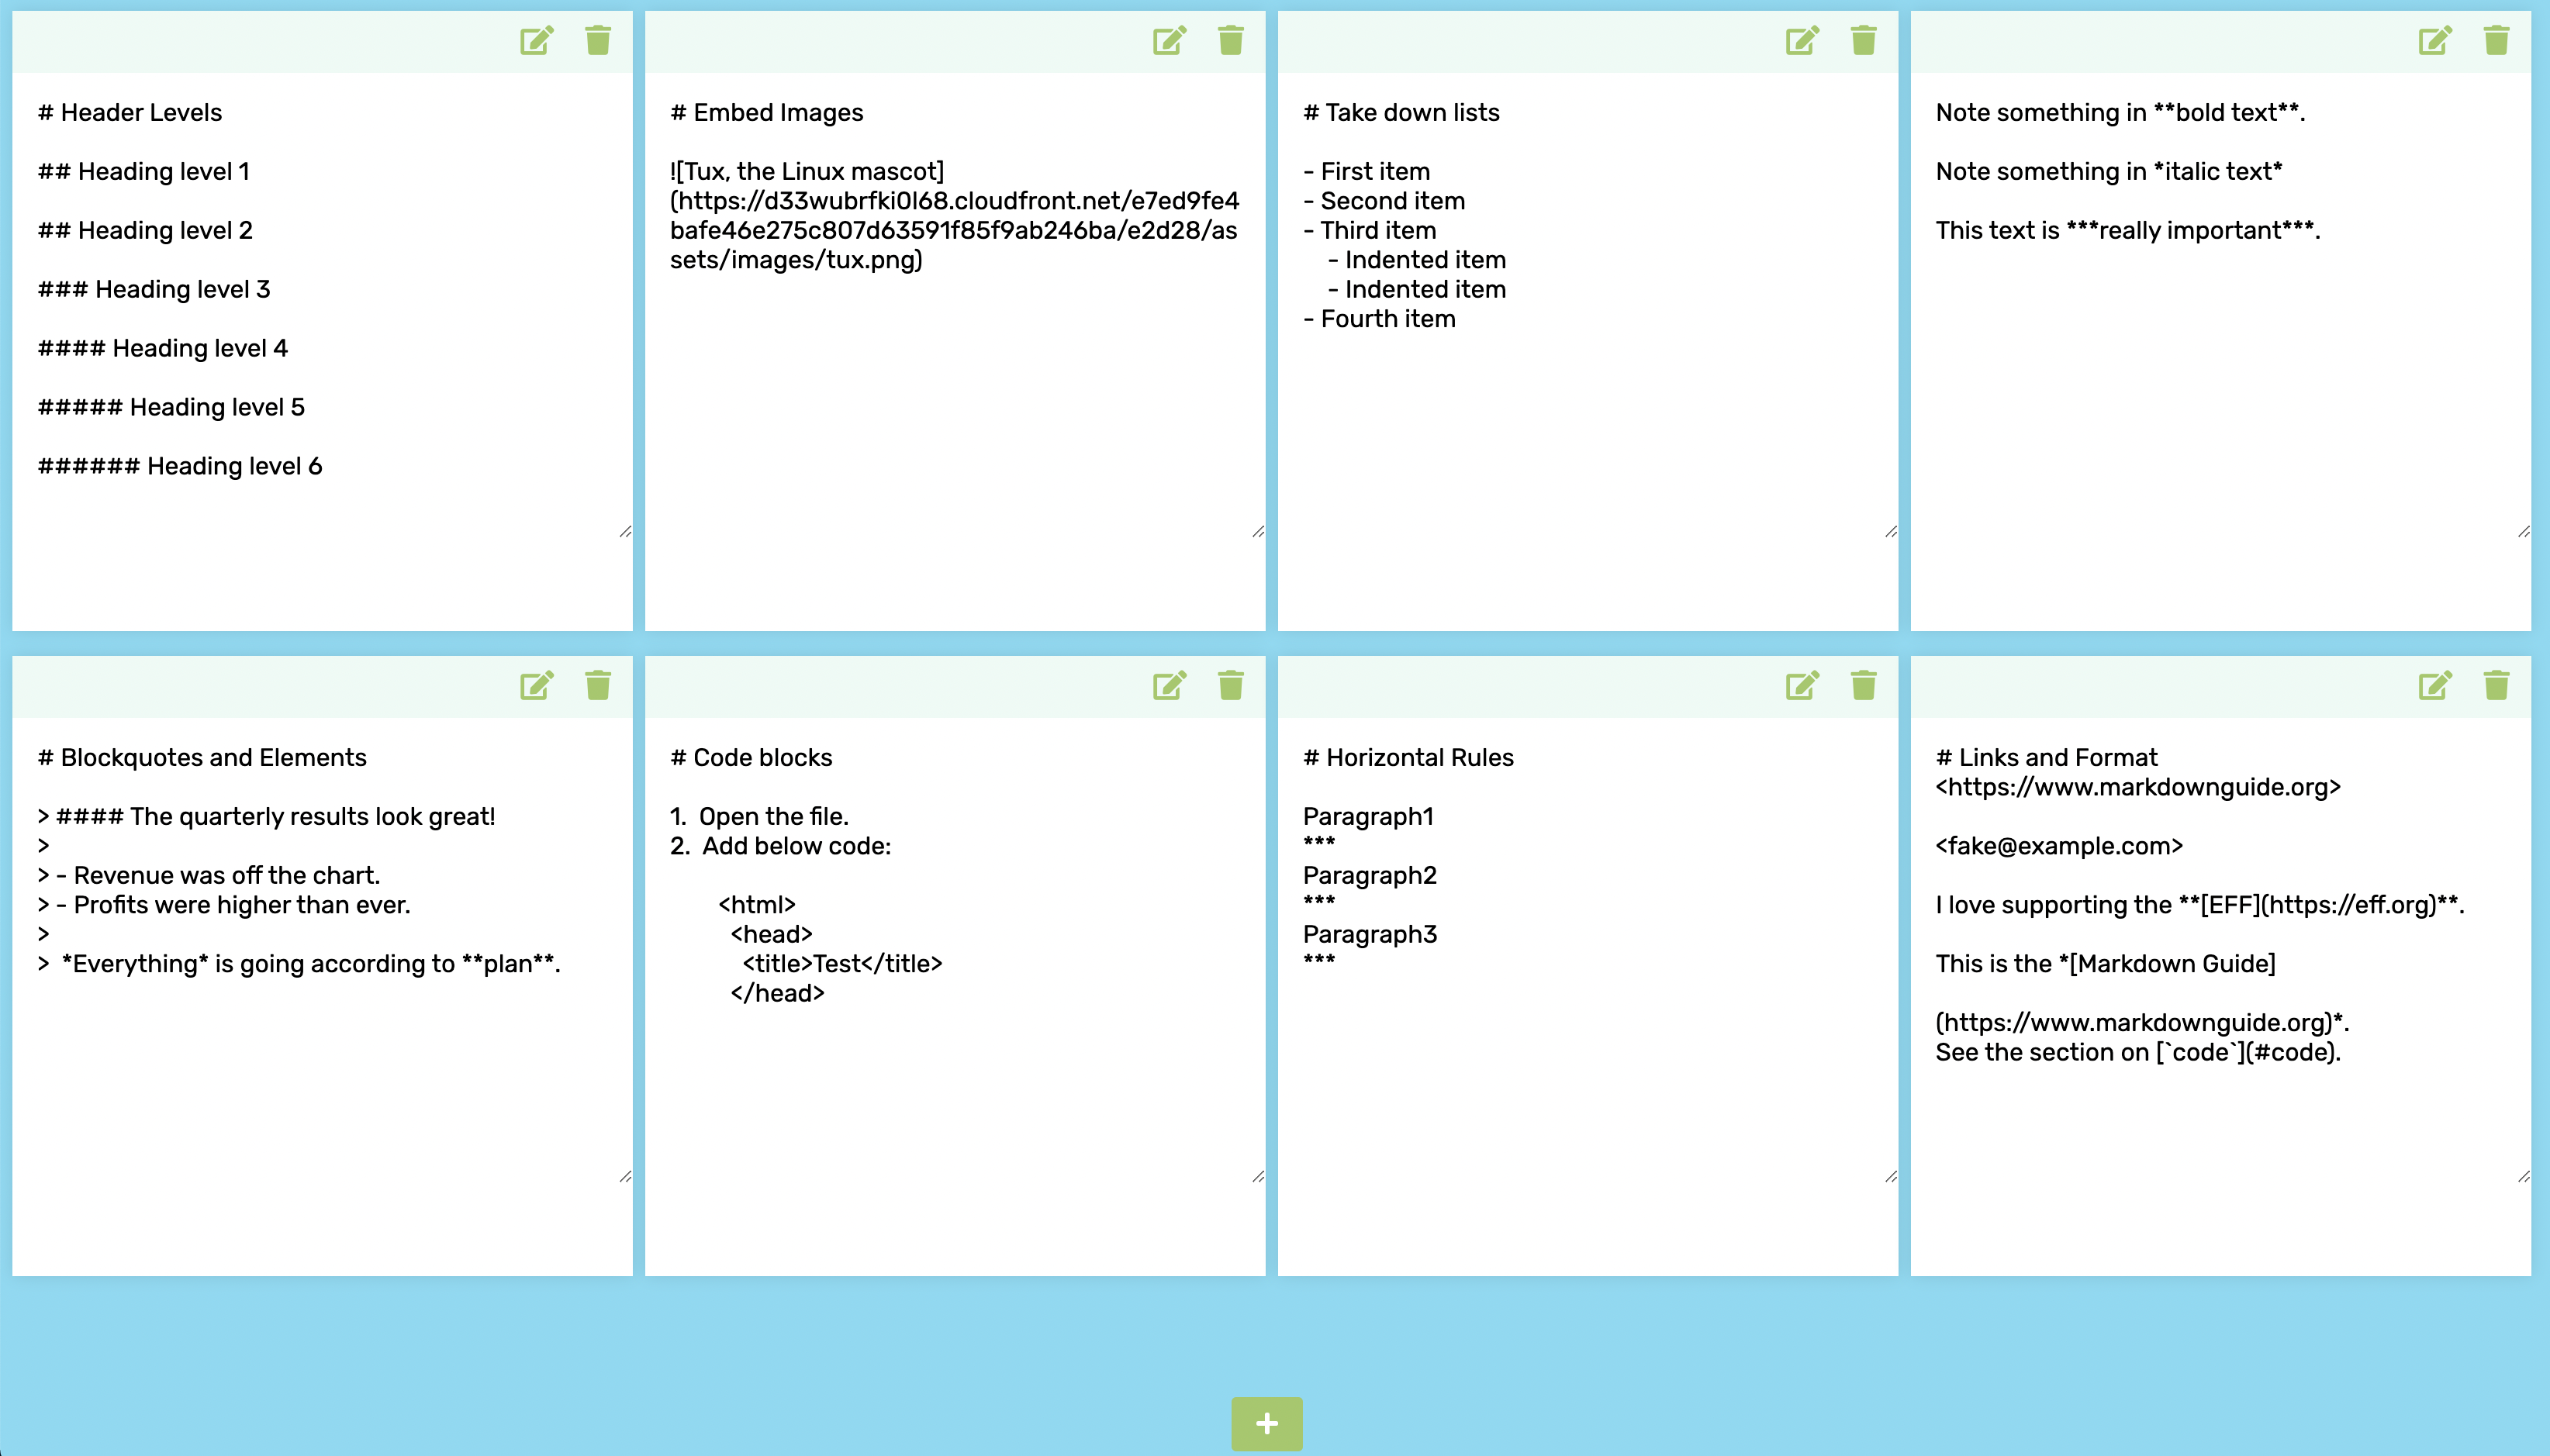 # Header Levels
## Heading level 1
## Heading level 2
### Heading level 3
#### Heading level 4
##### Heading level 5
###### Heading level 6
# Embed Images
![Tux, the Linux mascot]
(https://d33wubrfki0l68.cloudfront.net/e7ed9fe4
bafe46e275c807d63591f85f9ab246ba/e2d28/as
sets/images/tux.png)
# Take down lists
- First item
- Second item
- Third item
    - Indented item
    - Indented item
- Fourth item
Note something in **bold text**.
Note something in *italic text*
This text is ***really important***.
# Blockquotes and Elements
> #### The quarterly results look great!
>
> - Revenue was off the chart.
> - Profits were higher than ever.
>
>  *Everything* is going according to **plan**.
# Code blocks
1.  Open the file.
2.  Add below code:
        <html>
          <head>
            <title>Test</title>
          </head>
# Horizontal Rules
Paragraph1
***
Paragraph2
***
Paragraph3
***
# Links and Format
<https://www.markdownguide.org>
<fake@example.com>
I love supporting the **[EFF](https://eff.org)**.
This is the *[Markdown Guide]
(https://www.markdownguide.org)*.
See the section on [`code`](#code).